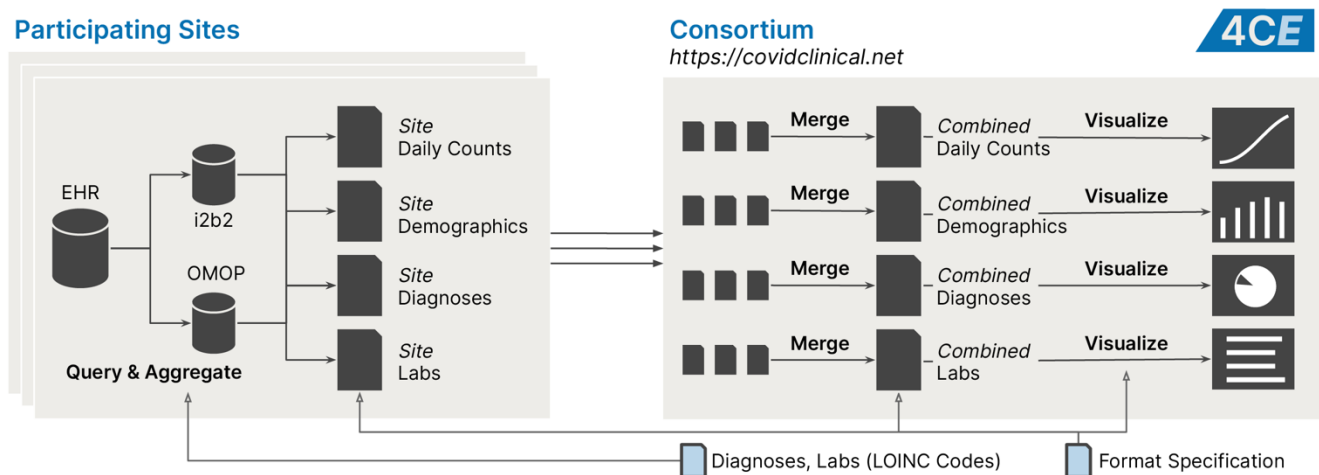 Participating Sites
Consortium
https://covidclinical.net
4CE
EHR
i2b2
OMOP
Query & Aggregate
Site
Daily Counts
Site
Demographics
Site
Diagnoses
Site
Labs
Merge
Combined
Daily Counts
Visualize
Merge
Combined
Demographics
Visualize
Merge
Combined
Diagnoses
Visualize
Merge
Combined
Labs
Visualize
Diagnoses, Labs (LOINC Codes)
Format Specification